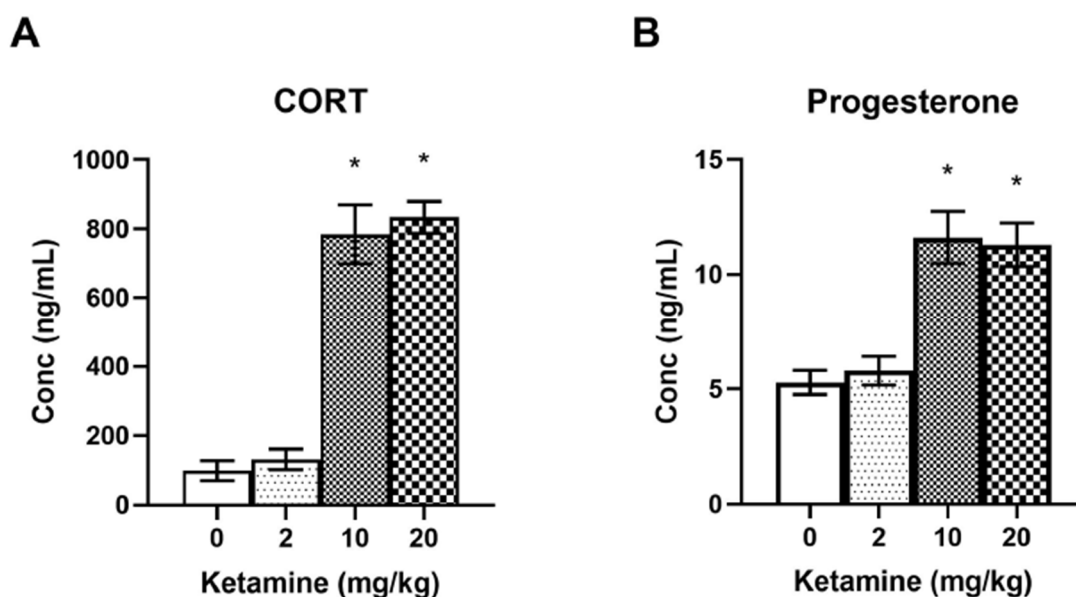 A
CORT
1000
800
600
400
200
0
Conc (ng/mL)
* *
0 2 10 20
Ketamine (mg/kg)
B
Progesterone
15
10
5
0
Conc (ng/mL)
* *
0 2 10 20
Ketamine (mg/kg)